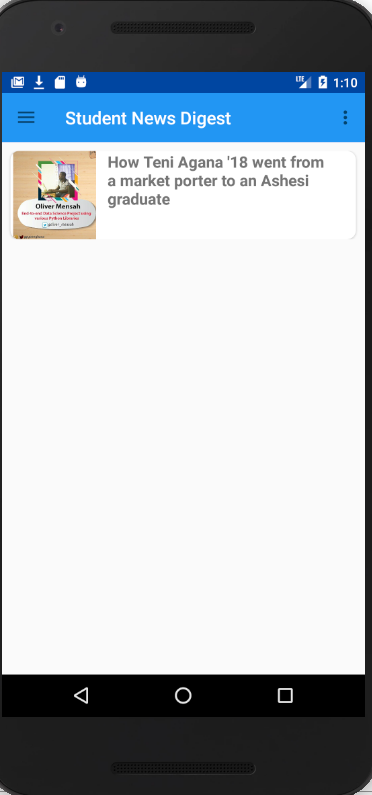 LTE 1:10
Student News Digest
How Teni Agana '18 went from
a market porter to an Ashesi
graduate
Oliver Mensah